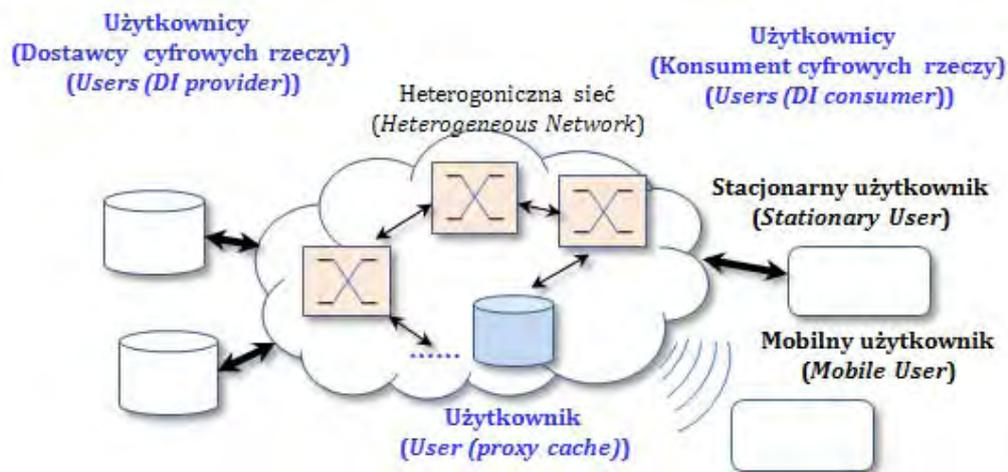 Użytkownicy
(Dostawcy cyfrowych rzeczy)
(Users (DI provider))
Użytkownicy
(Konsument cyfrowych rzeczy)
(Users (DI consumer))
Heterogoniczna sieć
(Heterogeneous Network)
Stacjonarny użytkownik
(Stationary User)
Mobilny użytkownik
(Mobile User)
Użytkownik
(User (proxy cache))